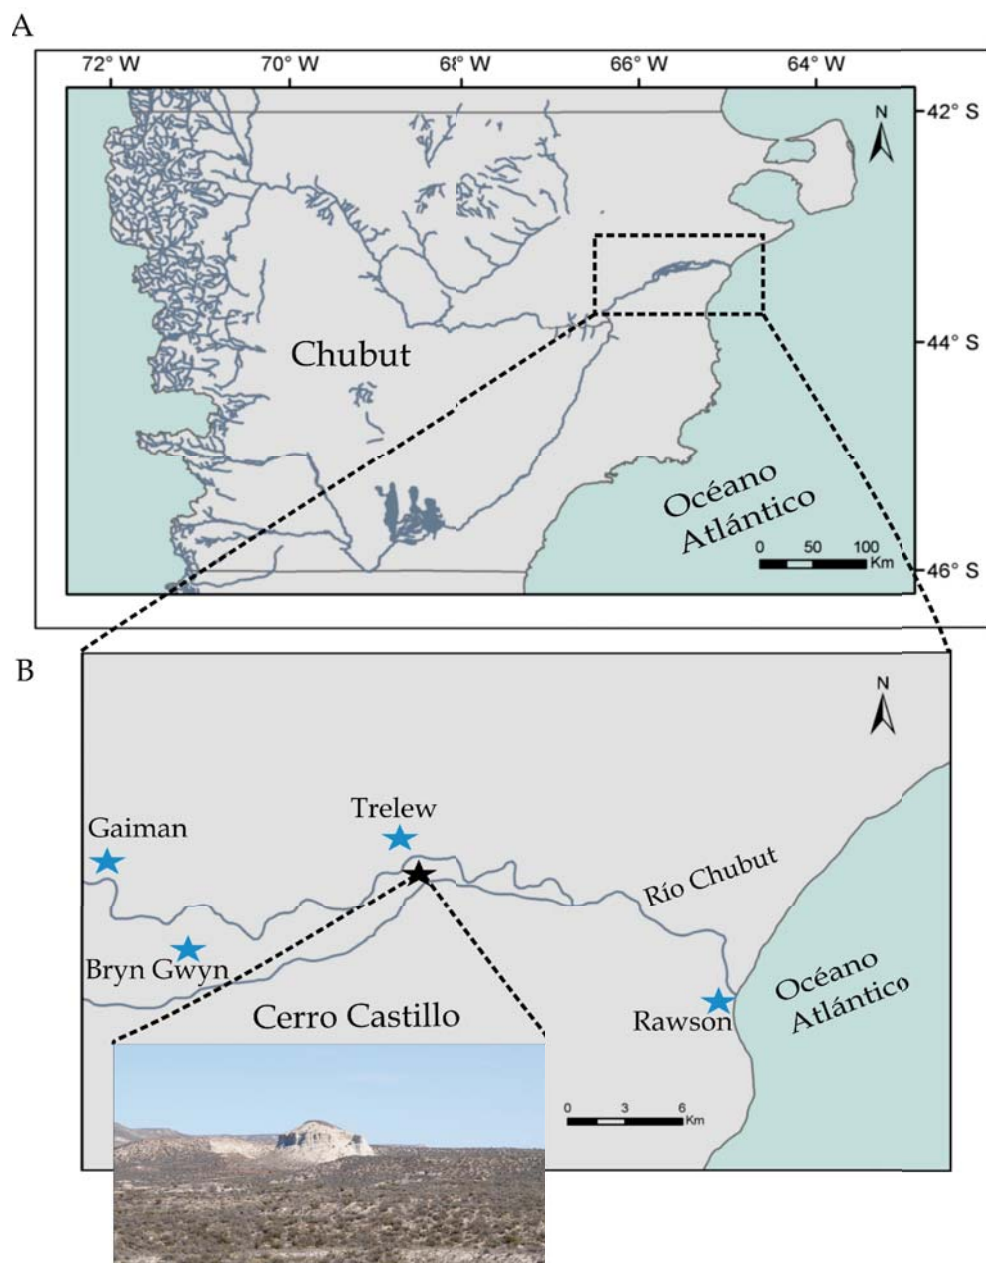 A
72° W 70° W 68° W 66° W 64° W
42° S
N
Chubut
44° S
Océano
Atlántico
0 50 100
Km
46° S
B
N
Trelew
Gaiman
Río Chubut
Bryn Gwyn
Océano
Atlántico
Cerro Castillo
Rawson
0 3 6
Km